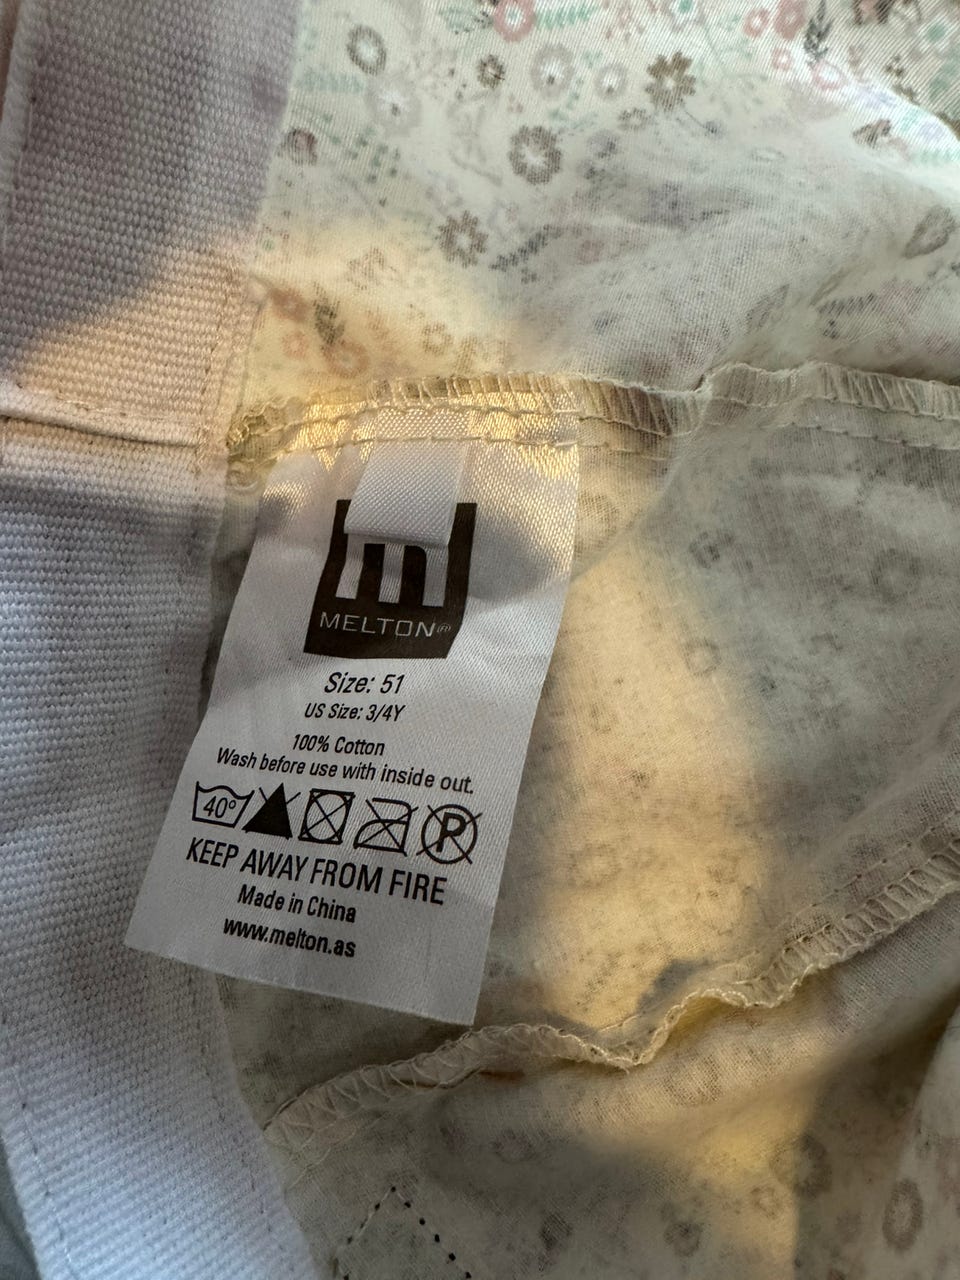 m
MELTON(R)
Size: 51
US Size: 3/4Y
100% Cotton
Wash before use with inside out.
40° P
KEEP AWAY FROM FIRE
Made in China
www.melton.as